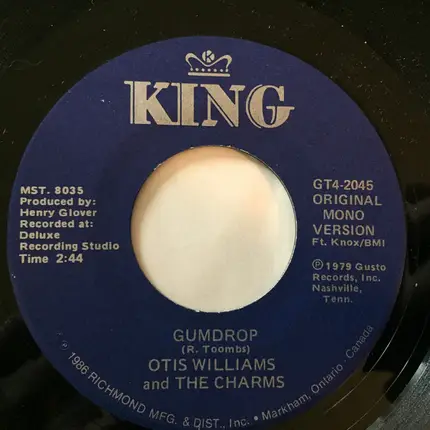 K
KING
MST. 8035
Produced by:
Henry Glover
Recorded at:
Deluxe
Recording Studio
Time 2:44
GT4-2045
ORIGINAL
MONO
VERSION
Ft. Knox/BMI
℗ 1979 Gusto
Records, Inc.
Nashville,
Tenn.
GUMDROP
(R. Toombs)
OTIS WILLIAMS
and THE CHARMS
℗ 1986 RICHMOND MFG. & DIST., Inc. • Markham, Ontario - Canada